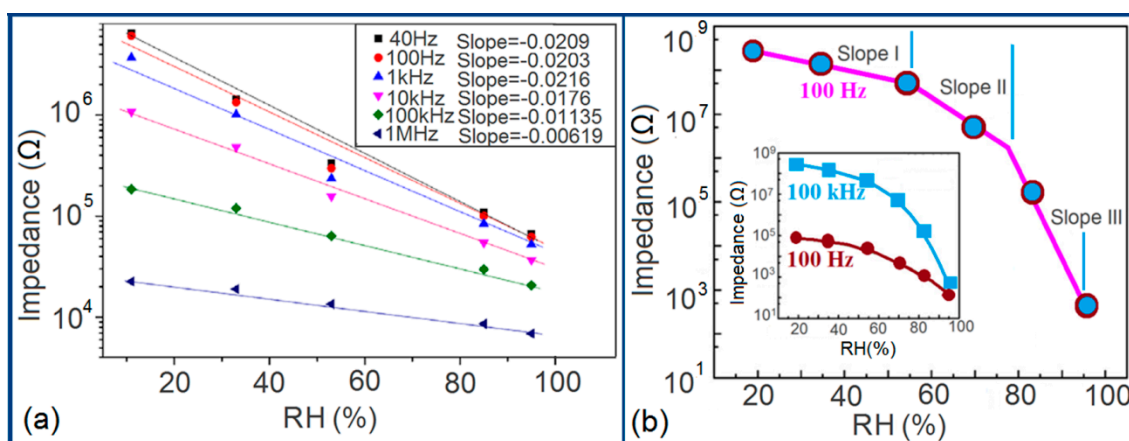 40Hz Slope=-0.0209
100Hz Slope=-0.0203
1kHz Slope=-0.0216
10kHz Slope=-0.0176
100kHz Slope=-0.01135
1MHz Slope=-0.00619
10⁶
10⁵
10⁴
Impedance (Ω)
20 40 60 80 100
RH (%)
(a)
10⁹
10⁷
10⁵
10³
10¹
Impedance (Ω)
Slope I
Slope II
Slope III
100 Hz
10⁹
10⁷
10⁵
10³
10¹
Impedance (Ω)
100 kHz
100 Hz
20 40 60 80 100
RH(%)
20 40 60 80 100
RH (%)
(b)